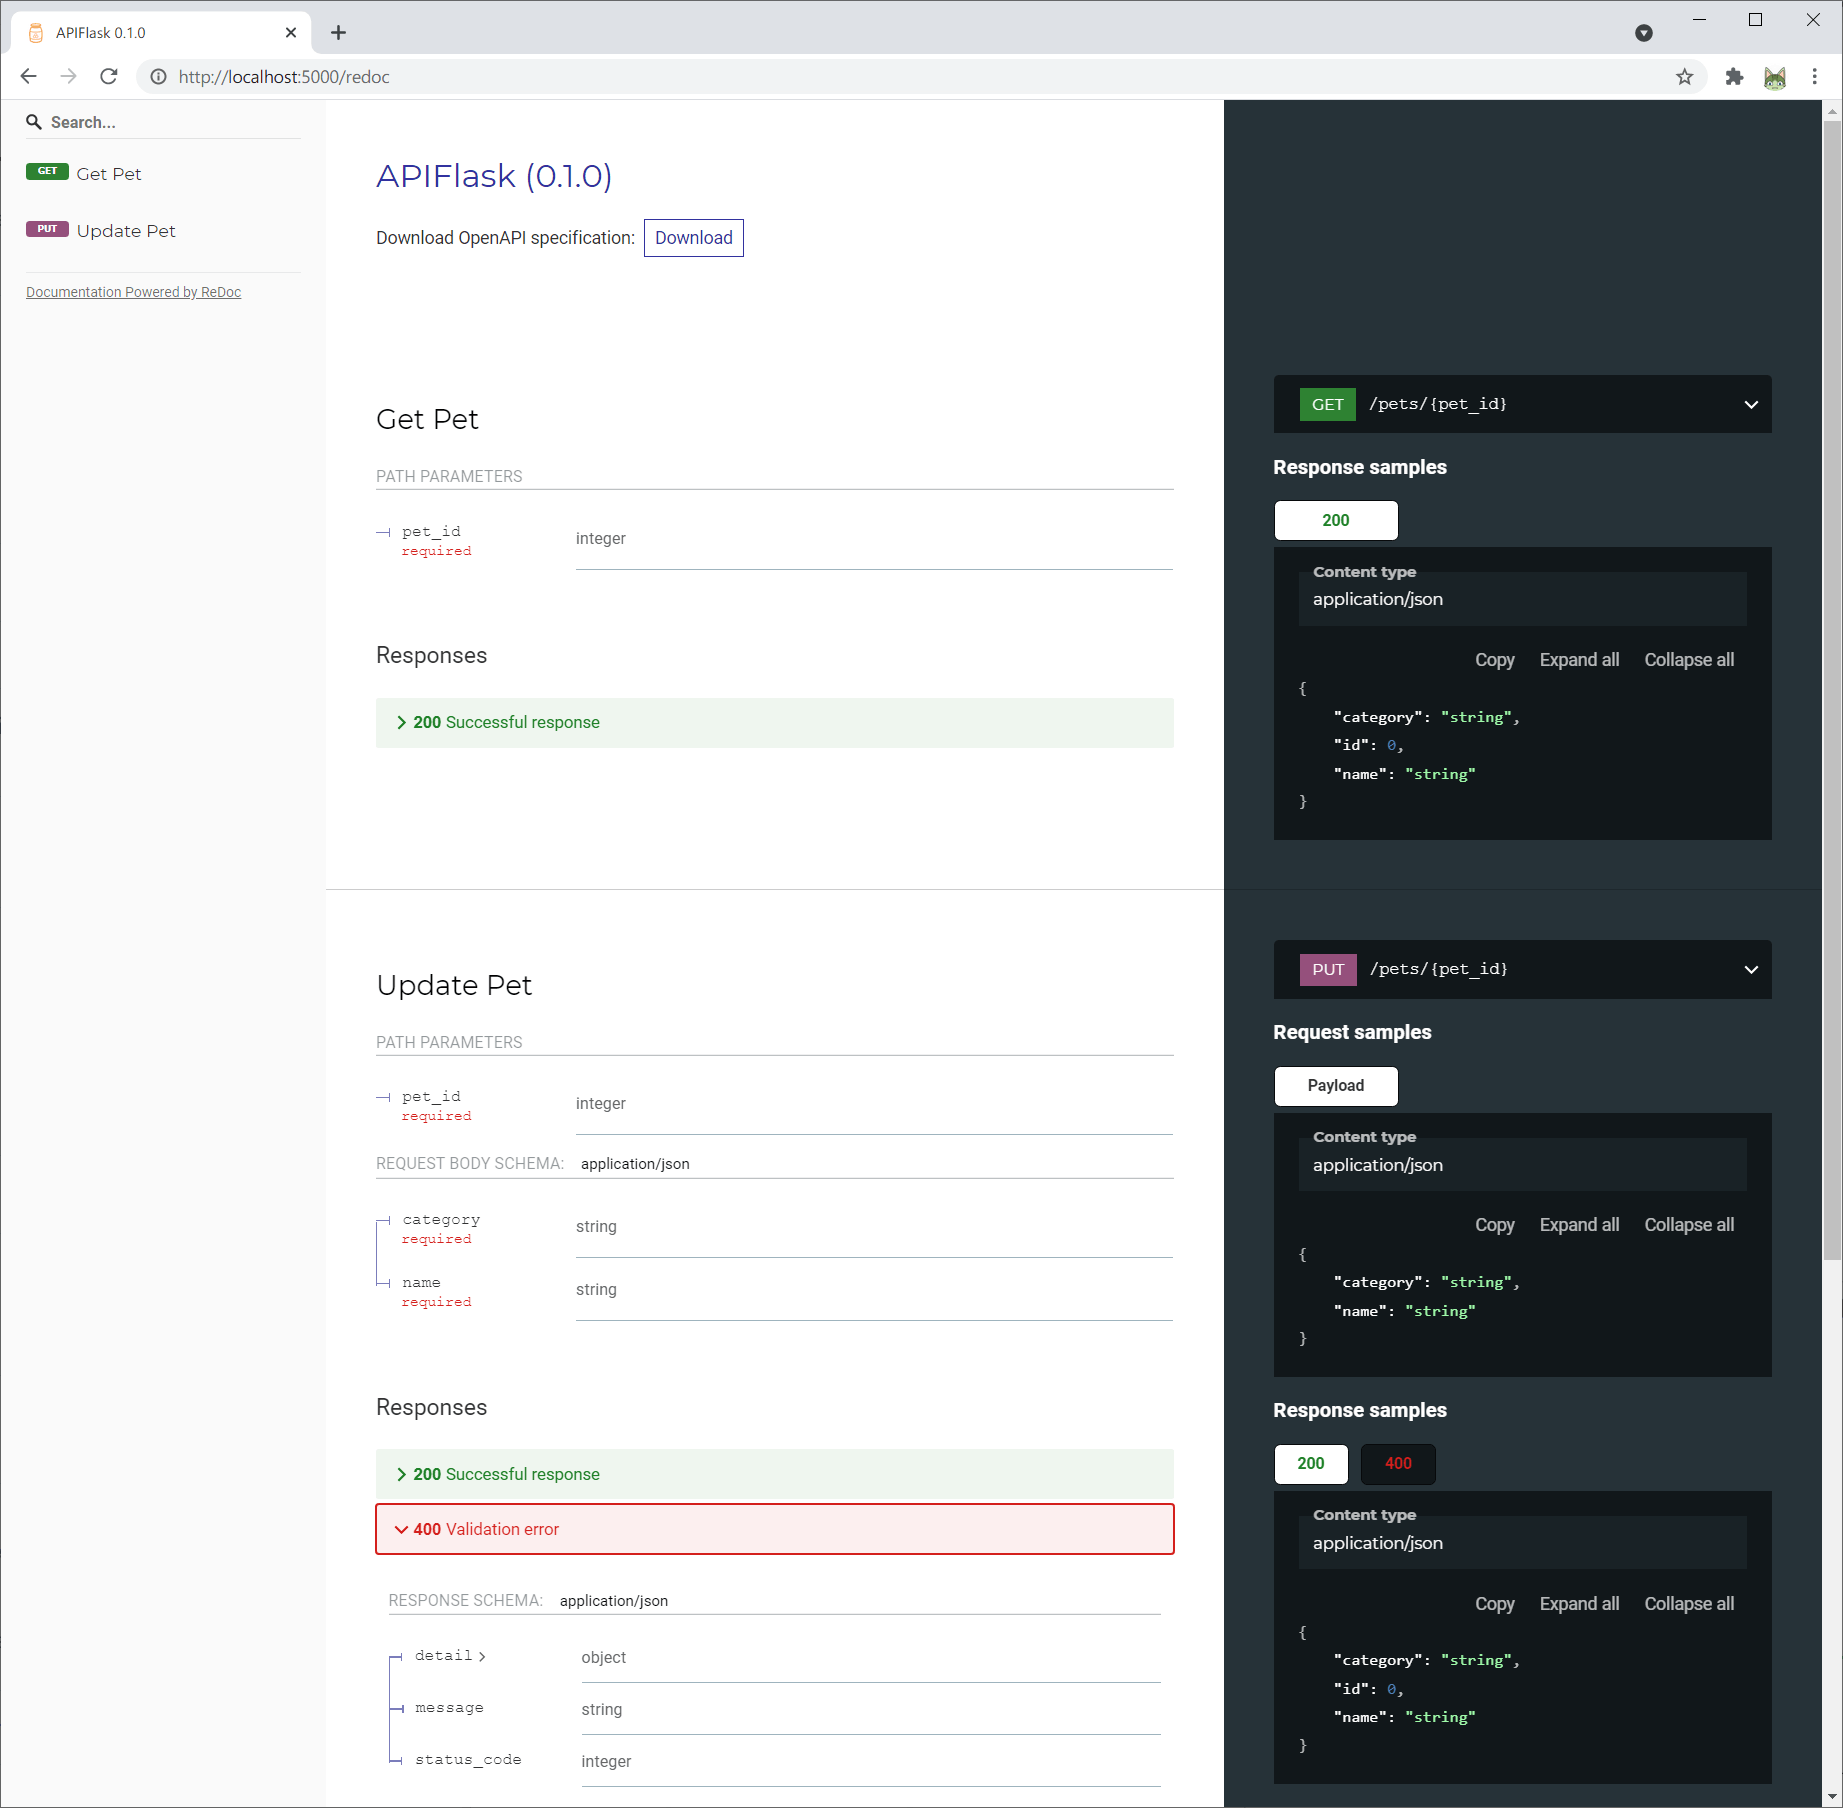 APIFlask 0.1.0
http://localhost:5000/redoc
Search...
GET Get Pet
PUT Update Pet
Documentation Powered by ReDoc
APIFlask (0.1.0)
Download OpenAPI specification: Download
Get Pet
PATH PARAMETERS
pet_id
required
integer
Responses
200 Successful response
GET /pets/{pet_id}
Response samples
200
Content type
application/json
Copy Expand all Collapse all
{
"category": "string",
"id": 0,
"name": "string"
}
Update Pet
PATH PARAMETERS
pet_id
required
integer
REQUEST BODY SCHEMA: application/json
category
required
string
name
required
string
Responses
200 Successful response
400 Validation error
RESPONSE SCHEMA: application/json
detail
object
message
string
status_code
integer
PUT /pets/{pet_id}
Request samples
Payload
Content type
application/json
Copy Expand all Collapse all
{
"category": "string",
"name": "string"
}
Response samples
200 400
Content type
application/json
Copy Expand all Collapse all
{
"category": "string",
"id": 0,
"name": "string"
}